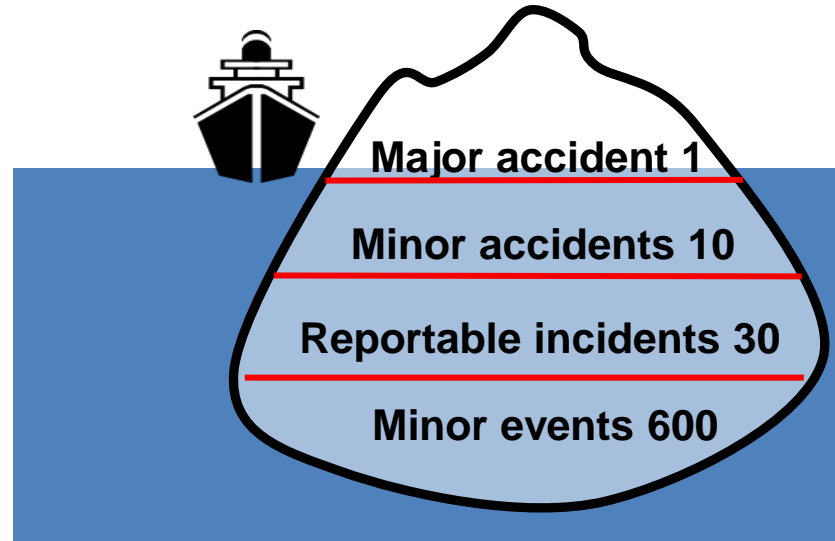 Major accident 1
Minor accidents 10
Reportable incidents 30
Minor events 600